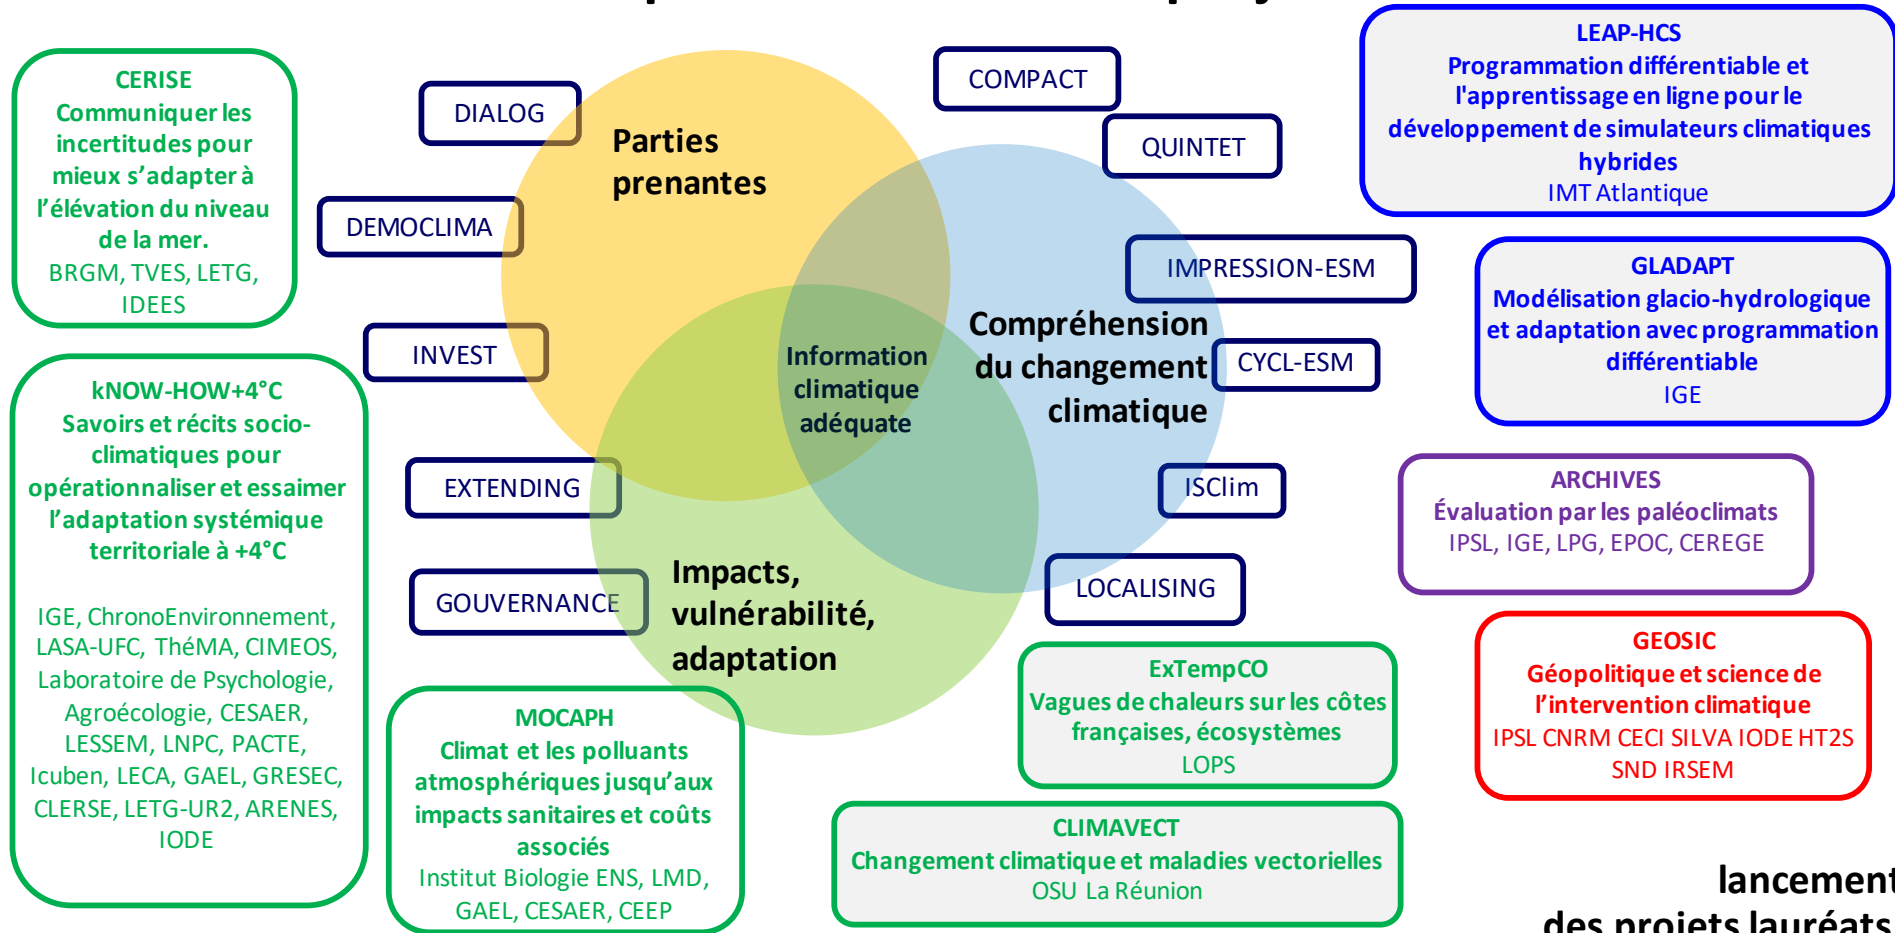 CERISE
Communiquer les
incertitudes pour
mieux s’adapter à
l’élévation du niveau
de la mer.
BRGM, TVES, LETG,
IDEES
kNOW-HOW+4°C
Savoirs et récits socio-
climatiques pour
opérationnaliser et essaimer
l’adaptation systémique
territoriale à +4°C
IGE, ChronoEnvironnement,
LASA-UFC, ThéMA, CIMEOS,
Laboratoire de Psychologie,
Agroécologie, CESAER,
LESSEM, LNPC, PACTE,
Icuben, LECA, GAEL, GRESEC,
CLERSE, LETG-UR2, ARENES,
IODE
DIALOG
DEMOCLIMA
INVEST
EXTENDING
GOUVERNANCE
Parties
prenantes
Information
climatique
adéquate
Compréhension
du changement
climatique
Impacts,
vulnérabilité,
adaptation
COMPACT
QUINTET
IMPRESSION-ESM
CYCL-ESM
ISClim
LOCALISING
MOCAPH
Climat et les polluants
atmosphériques jusqu’aux
impacts sanitaires et coûts
associés
Institut Biologie ENS, LMD,
GAEL, CESAER, CEEP
ExTempCO
Vagues de chaleurs sur les côtes
françaises, écosystèmes
LOPS
CLIMAVECT
Changement climatique et maladies vectorielles
OSU La Réunion
LEAP-HCS
Programmation différentiable et
l'apprentissage en ligne pour le
développement de simulateurs climatiques
hybrides
IMT Atlantique
GLADAPT
Modélisation glacio-hydrologique
et adaptation avec programmation
différentiable
IGE
ARCHIVES
Évaluation par les paléoclimats
IPSL, IGE, LPG, EPOC, CEREGE
GEOSIC
Géopolitique et science de
l’intervention climatique
IPSL CNRM CECI SILVA IODE HT2S
SND IRSEM
lancement
des projets lauréats